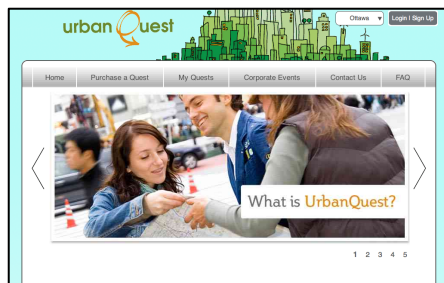 urban Quest
Ottawa
Login | Sign Up
Home
Purchase a Quest
My Quests
Corporate Events
Contact Us
FAQ
What is UrbanQuest?
1 2 3 4 5